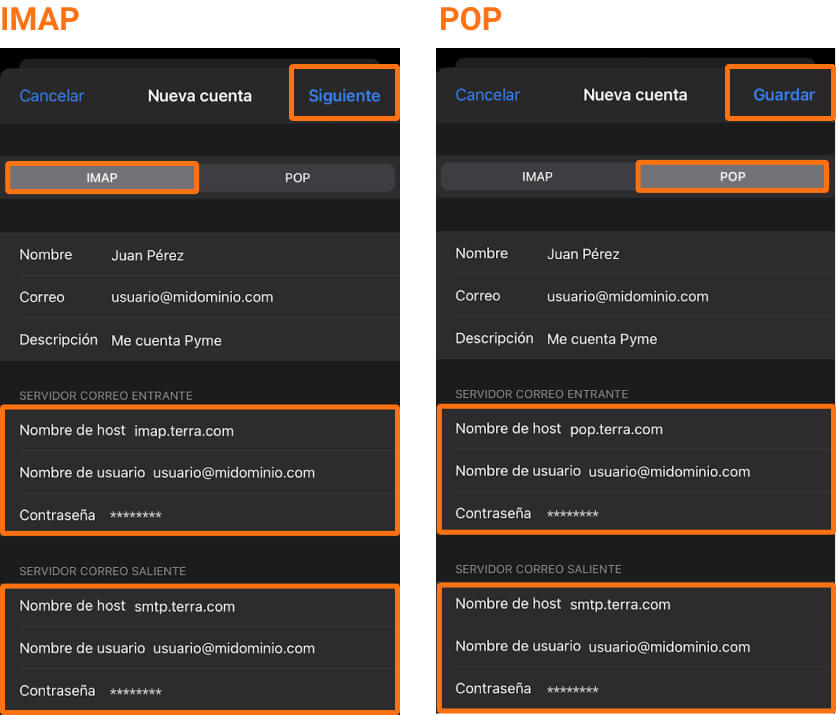 IMAP
Cancelar Nueva cuenta Siguiente
IMAP POP
Nombre Juan Pérez
Correo usuario@midominio.com
Descripción Me cuenta Pyme
SERVIDOR CORREO ENTRANTE
Nombre de host imap.terra.com
Nombre de usuario usuario@midominio.com
Contraseña ********
SERVIDOR CORREO SALIENTE
Nombre de host smtp.terra.com
Nombre de usuario usuario@midominio.com
Contraseña ********
POP
Cancelar Nueva cuenta Guardar
IMAP POP
Nombre Juan Pérez
Correo usuario@midominio.com
Descripción Me cuenta Pyme
SERVIDOR CORREO ENTRANTE
Nombre de host pop.terra.com
Nombre de usuario usuario@midominio.com
Contraseña ********
SERVIDOR CORREO SALIENTE
Nombre de host smtp.terra.com
Nombre de usuario usuario@midominio.com
Contraseña ********